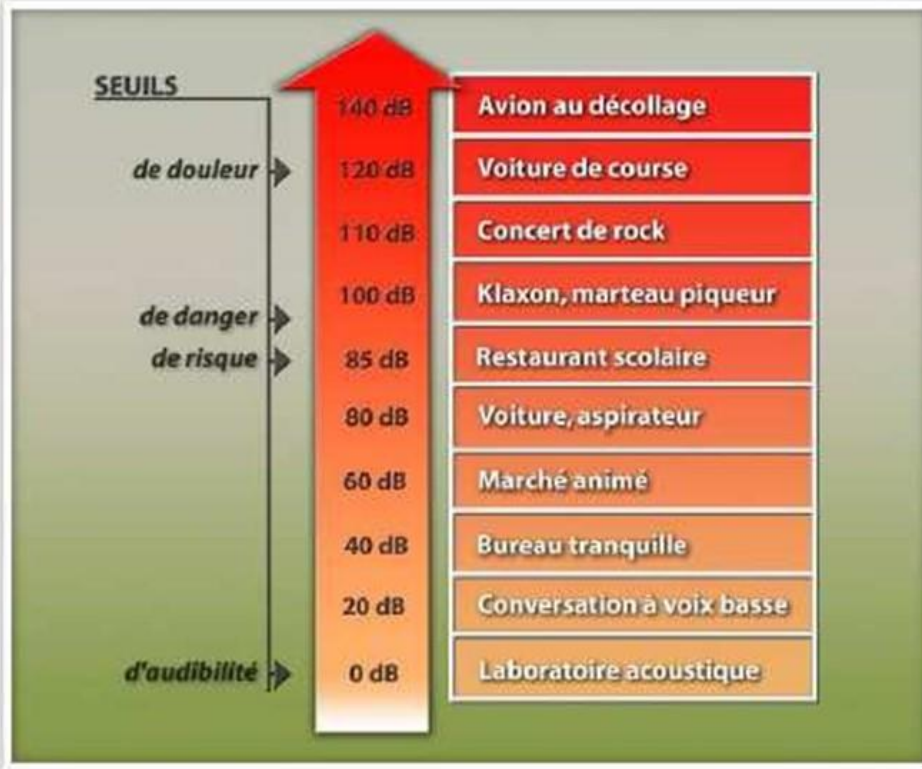 SEUILS
140 dB Avion au décollage
de douleur 120 dB Voiture de course
110 dB Concert de rock
100 dB Klaxon, marteau piqueur
de danger
de risque 85 dB Restaurant scolaire
80 dB Voiture, aspirateur
60 dB Marché animé
40 dB Bureau tranquille
20 dB Conversation à voix basse
d'audibilité 0 dB Laboratoire acoustique